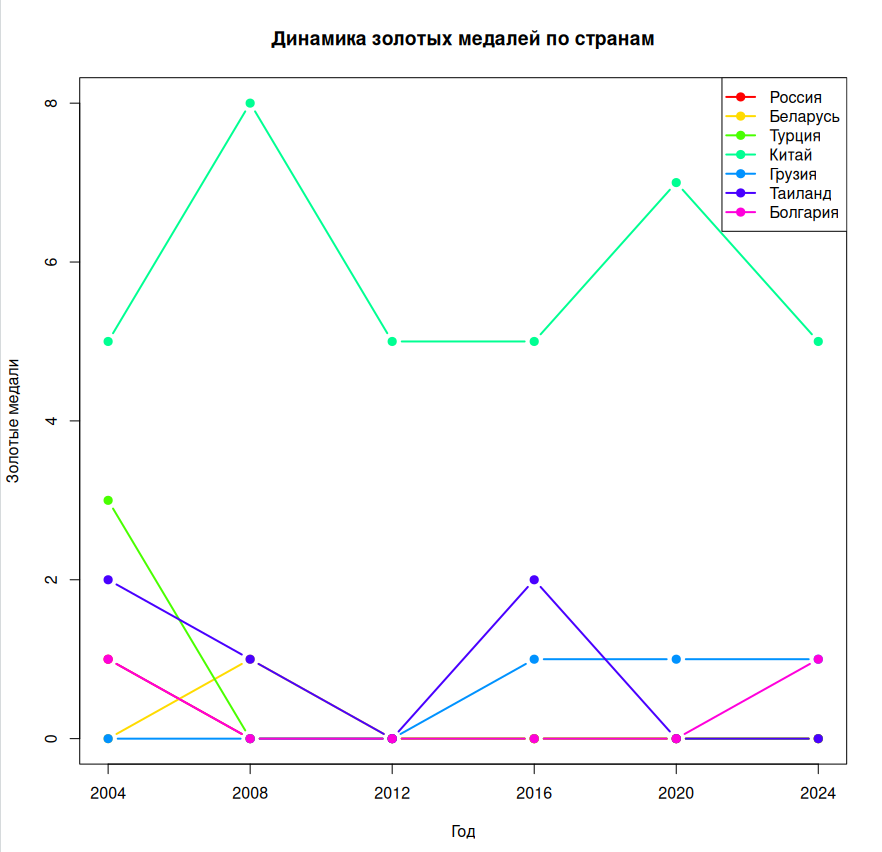 Динамика золотых медалей по странам
Россия
Беларусь
Турция
Китай
Грузия
Таиланд
Болгария
8
6
4
2
0
Золотые медали
2004 2008 2012 2016 2020 2024
Год